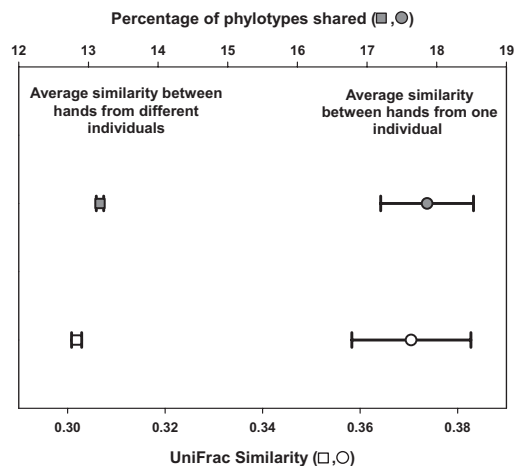 Percentage of phylotypes shared (■,●)
12 13 14 15 16 17 18 19
Average similarity between
hands from different
individuals
Average similarity
between hands from one
individual
0.30 0.32 0.34 0.36 0.38
UniFrac Similarity (□,○)